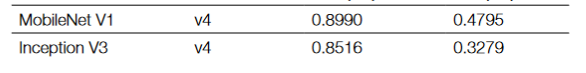 MobileNet V1 v4 0.8990 0.4795
Inception V3 v4 0.8516 0.3279